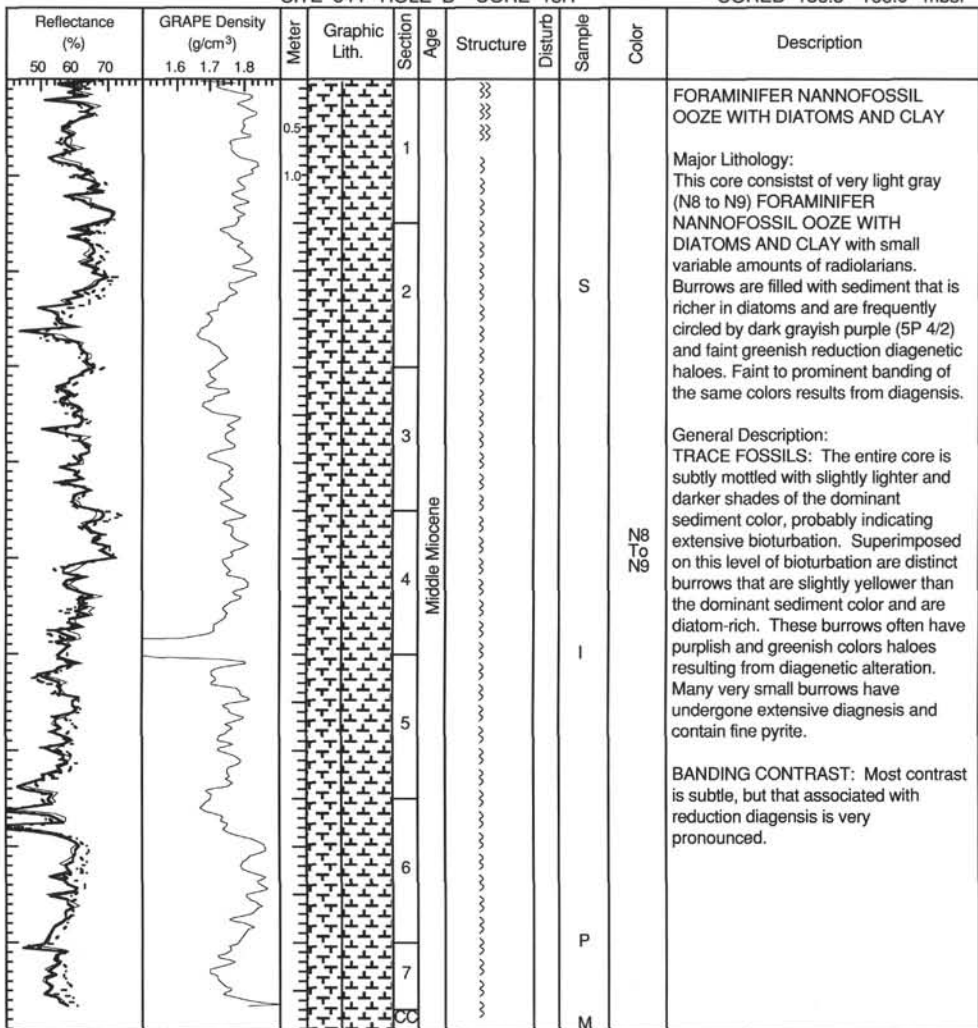 Reflectance
(%)
50 60 70
GRAPE Density
(g/cm3)
1.6 1.7 1.8
Meter
Graphic
Lith.
Section
Age
Structure
Disturb
Sample
Color
Description
0.5
1.0
1
2
3
4
5
6
7
CC
Middle Miocene
S
I
P
M
N8
To
N9
FORAMINIFER NANNOFOSSIL
OOZE WITH DIATOMS AND CLAY
Major Lithology:
This core consistst of very light gray
(N8 to N9) FORAMINIFER
NANNOFOSSIL OOZE WITH
DIATOMS AND CLAY with small
variable amounts of radiolarians.
Burrows are filled with sediment that is
richer in diatoms and are frequently
circled by dark grayish purple (5P 4/2)
and faint greenish reduction diagenetic
haloes. Faint to prominent banding of
the same colors results from diagensis.
General Description:
TRACE FOSSILS: The entire core is
subtly mottled with slightly lighter and
darker shades of the dominant
sediment color, probably indicating
extensive bioturbation. Superimposed
on this level of bioturbation are distinct
burrows that are slightly yellower than
the dominant sediment color and are
diatom-rich. These burrows often have
purplish and greenish colors haloes
resulting from diagenetic alteration.
Many very small burrows have
undergone extensive diagnesis and
contain fine pyrite.
BANDING CONTRAST: Most contrast
is subtle, but that associated with
reduction diagensis is very
pronounced.